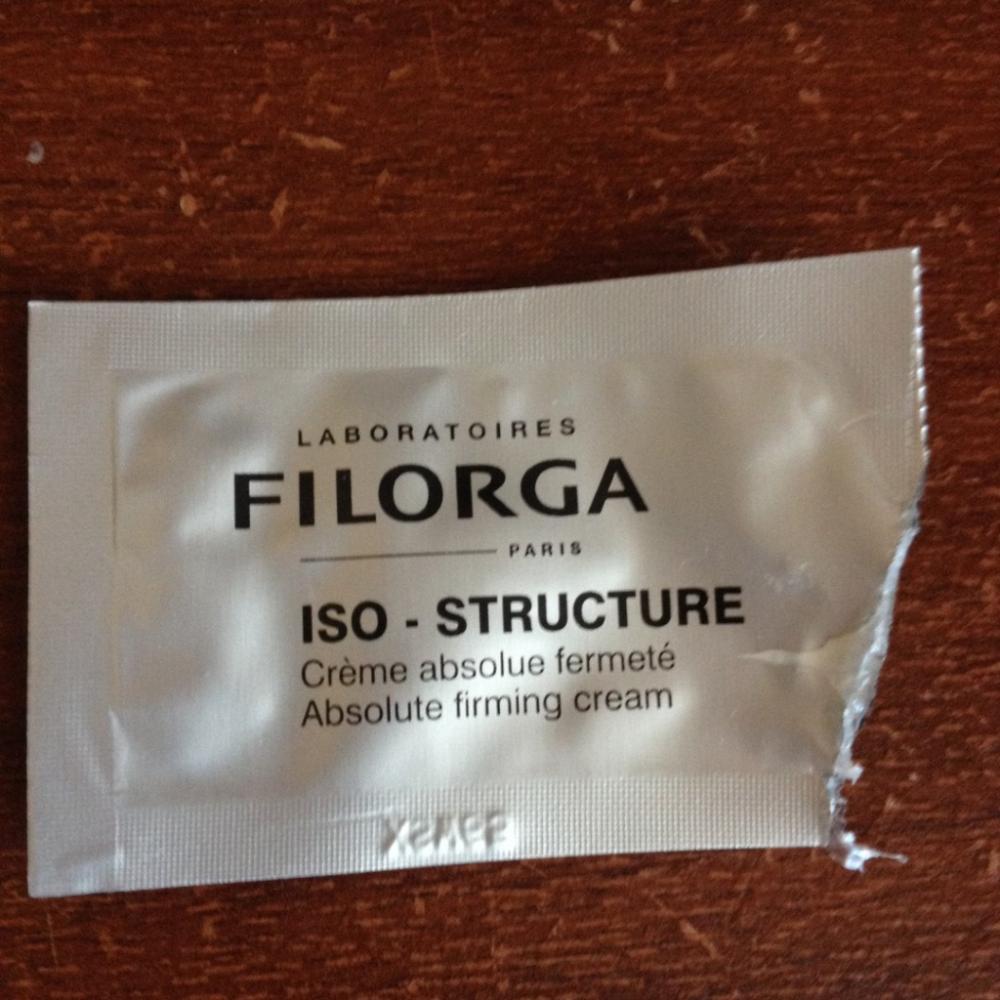 LABORATOIRES
FILORGA
PARIS
ISO - STRUCTURE
Crème absolue fermeté
Absolute firming cream